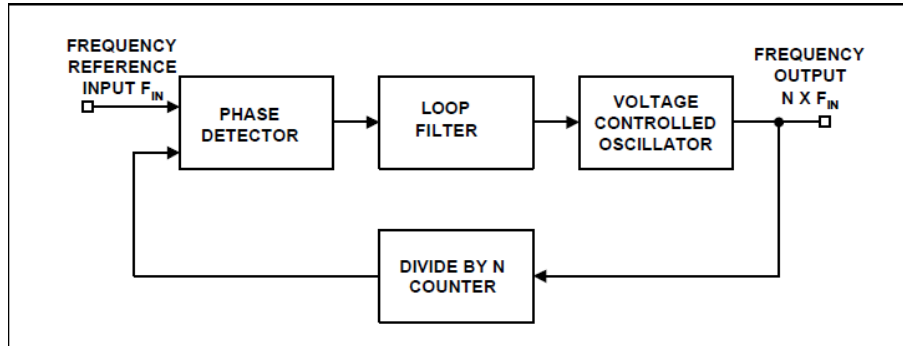 FREQUENCY
REFERENCE
INPUT FIN
PHASE
DETECTOR
LOOP
FILTER
VOLTAGE
CONTROLLED
OSCILLATOR
FREQUENCY
OUTPUT
N X FIN
DIVIDE BY N
COUNTER